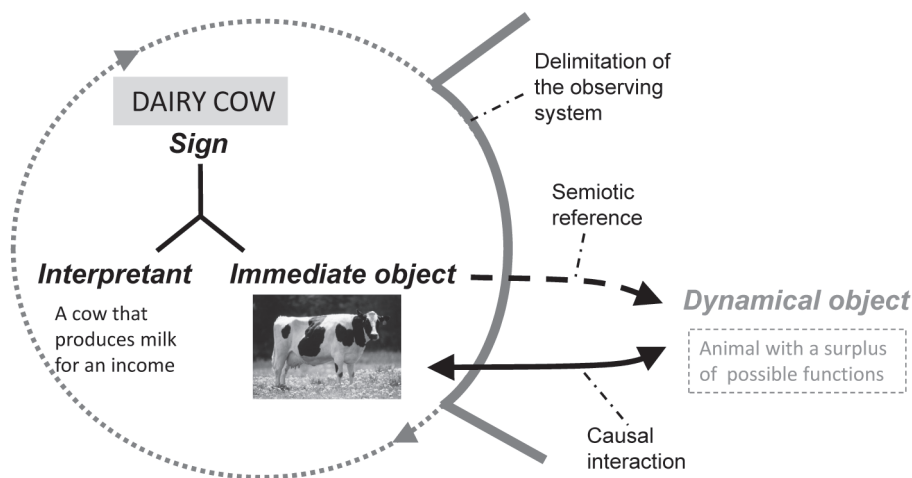 DAIRY COW
Sign
Interpretant
A cow that
produces milk
for an income
Immediate object
Delimitation of
the observing
system
Semiotic
reference
Dynamical object
Animal with a surplus
of possible functions
Causal
interaction